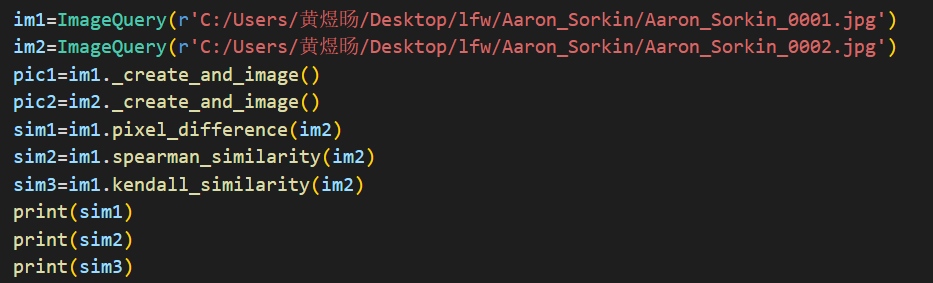 im1=ImageQuery(r'C:/Users/黄煜旸/Desktop/lfw/Aaron_Sorkin/Aaron_Sorkin_0001.jpg')
im2=ImageQuery(r'C:/Users/黄煜旸/Desktop/lfw/Aaron_Sorkin/Aaron_Sorkin_0002.jpg')
pic1=im1._create_and_image()
pic2=im2._create_and_image()
sim1=im1.pixel_difference(im2)
sim2=im1.spearman_similarity(im2)
sim3=im1.kendall_similarity(im2)
print(sim1)
print(sim2)
print(sim3)